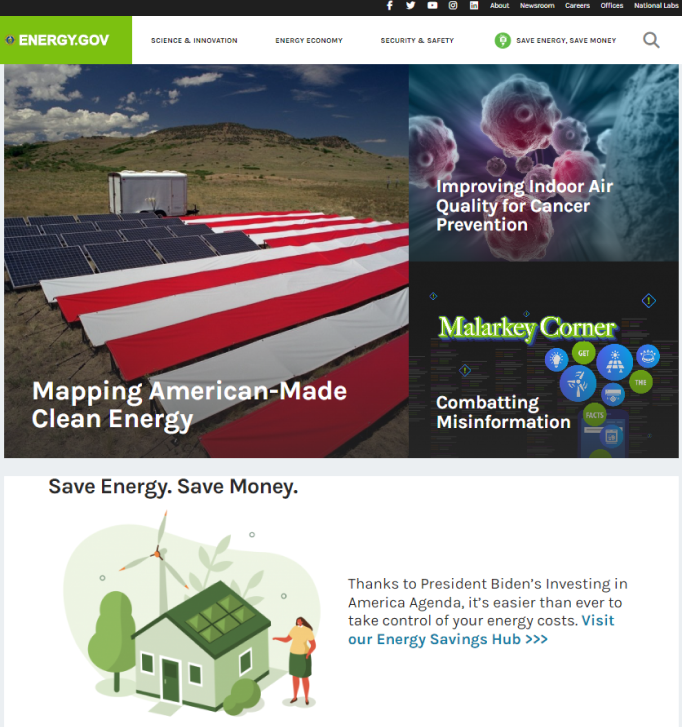 About Newsroom Careers Offices National Labs
ENERGY.GOV
SCIENCE & INNOVATION ENERGY ECONOMY SECURITY & SAFETY SAVE ENERGY, SAVE MONEY
Mapping American-Made
Clean Energy
Improving Indoor Air
Quality for Cancer
Prevention
Malarkey Corner
GET
THE
FACTS
Combatting
Misinformation
Save Energy. Save Money.
Thanks to President Biden's Investing in
America Agenda, it's easier than ever to
take control of your energy costs. Visit
our Energy Savings Hub >>>